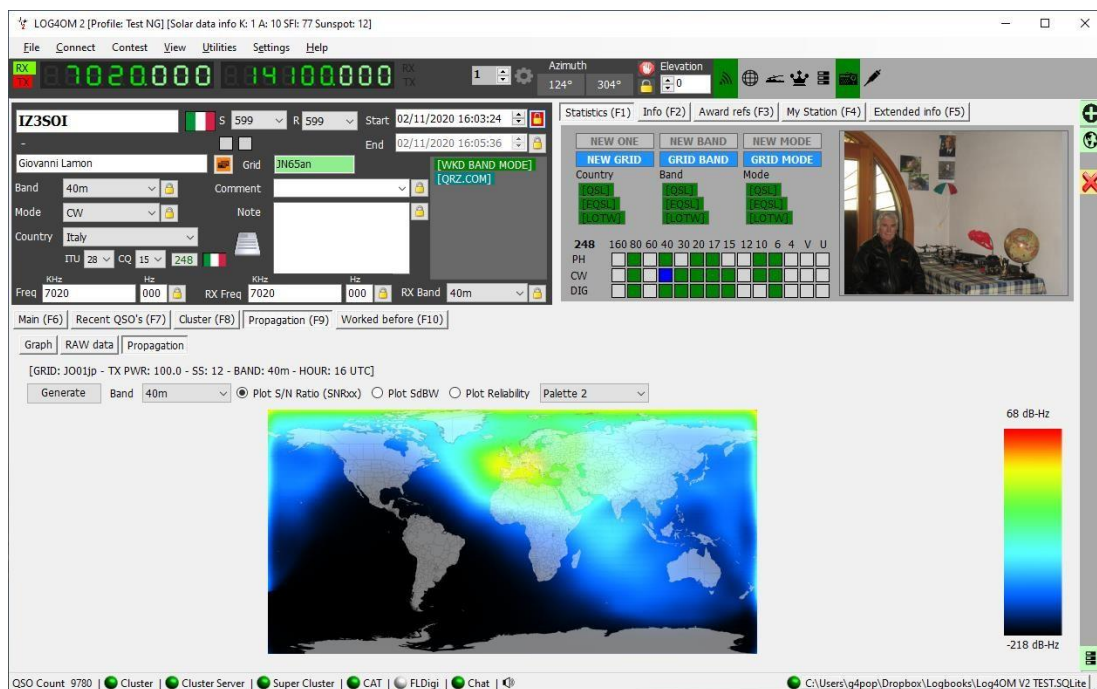 LOG4OM 2 [Profile: Test NG] [Solar data info K: 1 A: 10 SFI: 77 Sunspot: 12]
File Connect Contest View Utilities Settings Help
RX 7020.000 14100.000 RX 1 Azimuth Elevation
TX TX 124° 304° 0
IZ3SOI S 599 R 599 Start 02/11/2020 16:03:24
- End 02/11/2020 16:05:36
Giovanni Lamon Grid JN65an [WKD BAND MODE]
[QRZ.COM]
Band 40m Comment
Mode CW Note
Country Italy
ITU 28 CQ 15 248
KHz Hz KHz Hz
Freq 7020 000 RX Freq 7020 000 RX Band 40m
Statistics (F1) Info (F2) Award refs (F3) My Station (F4) Extended info (F5)
NEW ONE NEW BAND NEW MODE
NEW GRID GRID BAND GRID MODE
Country Band Mode
[QSL] [QSL] [QSL]
[EQSL] [EQSL] [EQSL]
[LOTW] [LOTW] [LOTW]
248 160 80 60 40 30 20 17 15 12 10 6 4 V U
PH
CW
DIG
Main (F6) Recent QSO's (F7) Cluster (F8) Propagation (F9) Worked before (F10)
Graph RAW data Propagation
[GRID: JO01jp - TX PWR: 100.0 - SS: 12 - BAND: 40m - HOUR: 16 UTC]
Generate Band 40m Plot S/N Ratio (SNRxx) Plot SdBW Plot Reliability Palette 2
68 dB-Hz
-218 dB-Hz
QSO Count 9780 | Cluster | Cluster Server | Super Cluster | CAT | FLDigi | Chat | C:\Users\g4pop\Dropbox\Logbooks\Log4OM V2 TEST.SQLite